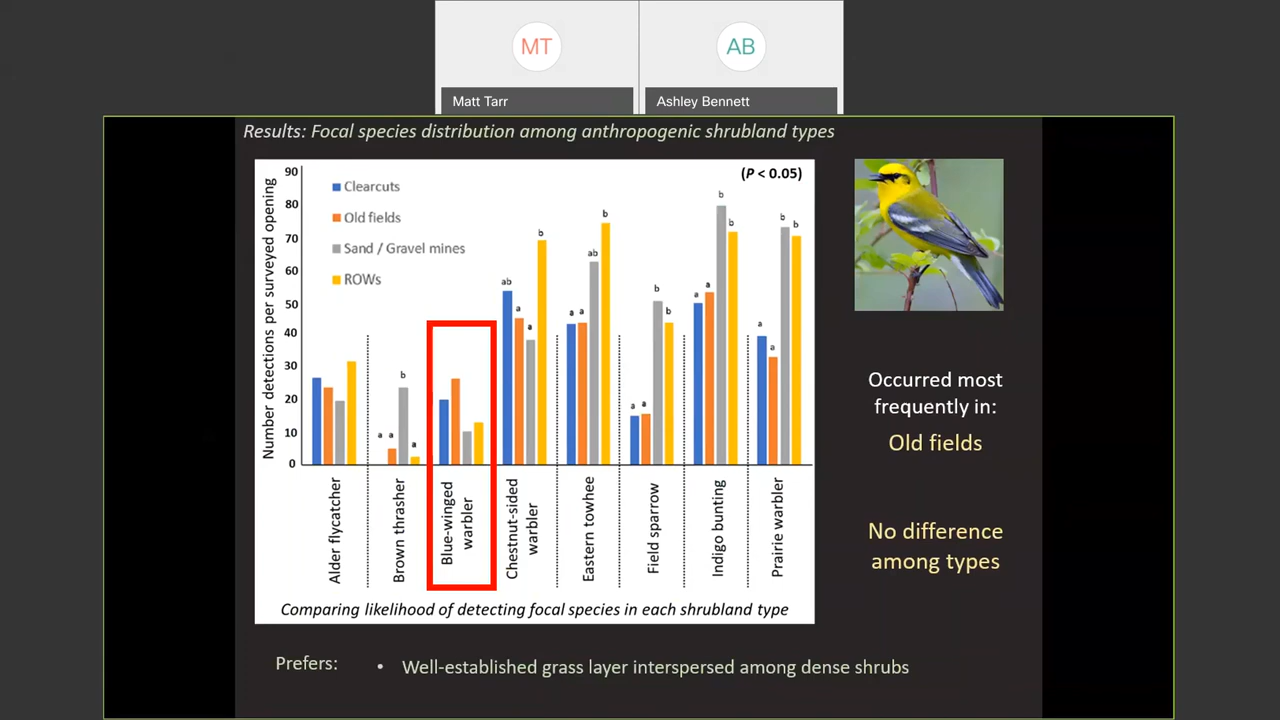 MT
AB
Matt Tarr
Ashley Bennett
Results: Focal species distribution among anthropogenic shrubland types
(P < 0.05)
Number detections per surveyed opening
90
80
70
60
50
40
30
20
10
0
Clearcuts
Old fields
Sand / Gravel mines
ROWs
a
a
b
a
ab
a
a
b
a
a
ab
b
a
a
b
b
a
a
b
b
a
a
b
b
Alder flycatcher
Brown thrasher
Blue-winged
warbler
Chestnut-sided
warbler
Eastern towhee
Field sparrow
Indigo bunting
Prairie warbler
Comparing likelihood of detecting focal species in each shrubland type
Occurred most
frequently in:
Old fields
No difference
among types
Prefers:
• Well-established grass layer interspersed among dense shrubs